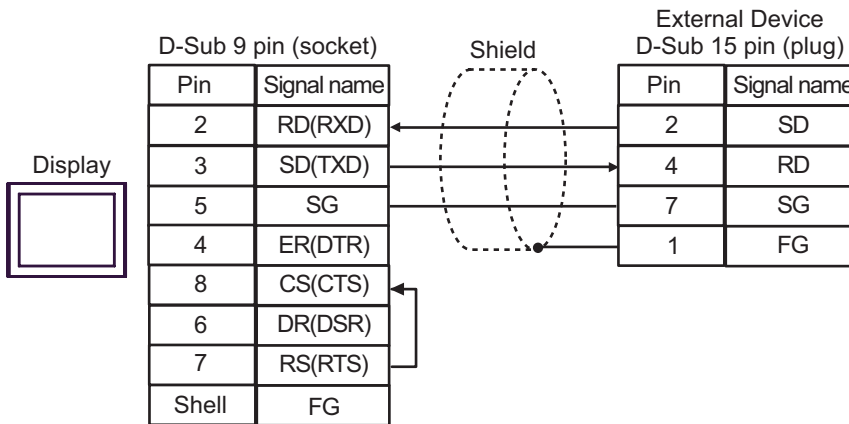 External Device
D-Sub 9 pin (socket) Shield D-Sub 15 pin (plug)
Pin Signal name Pin Signal name
2 RD(RXD) 2 SD
Display 3 SD(TXD) 4 RD
5 SG 7 SG
4 ER(DTR) 1 FG
8 CS(CTS)
6 DR(DSR)
7 RS(RTS)
Shell FG